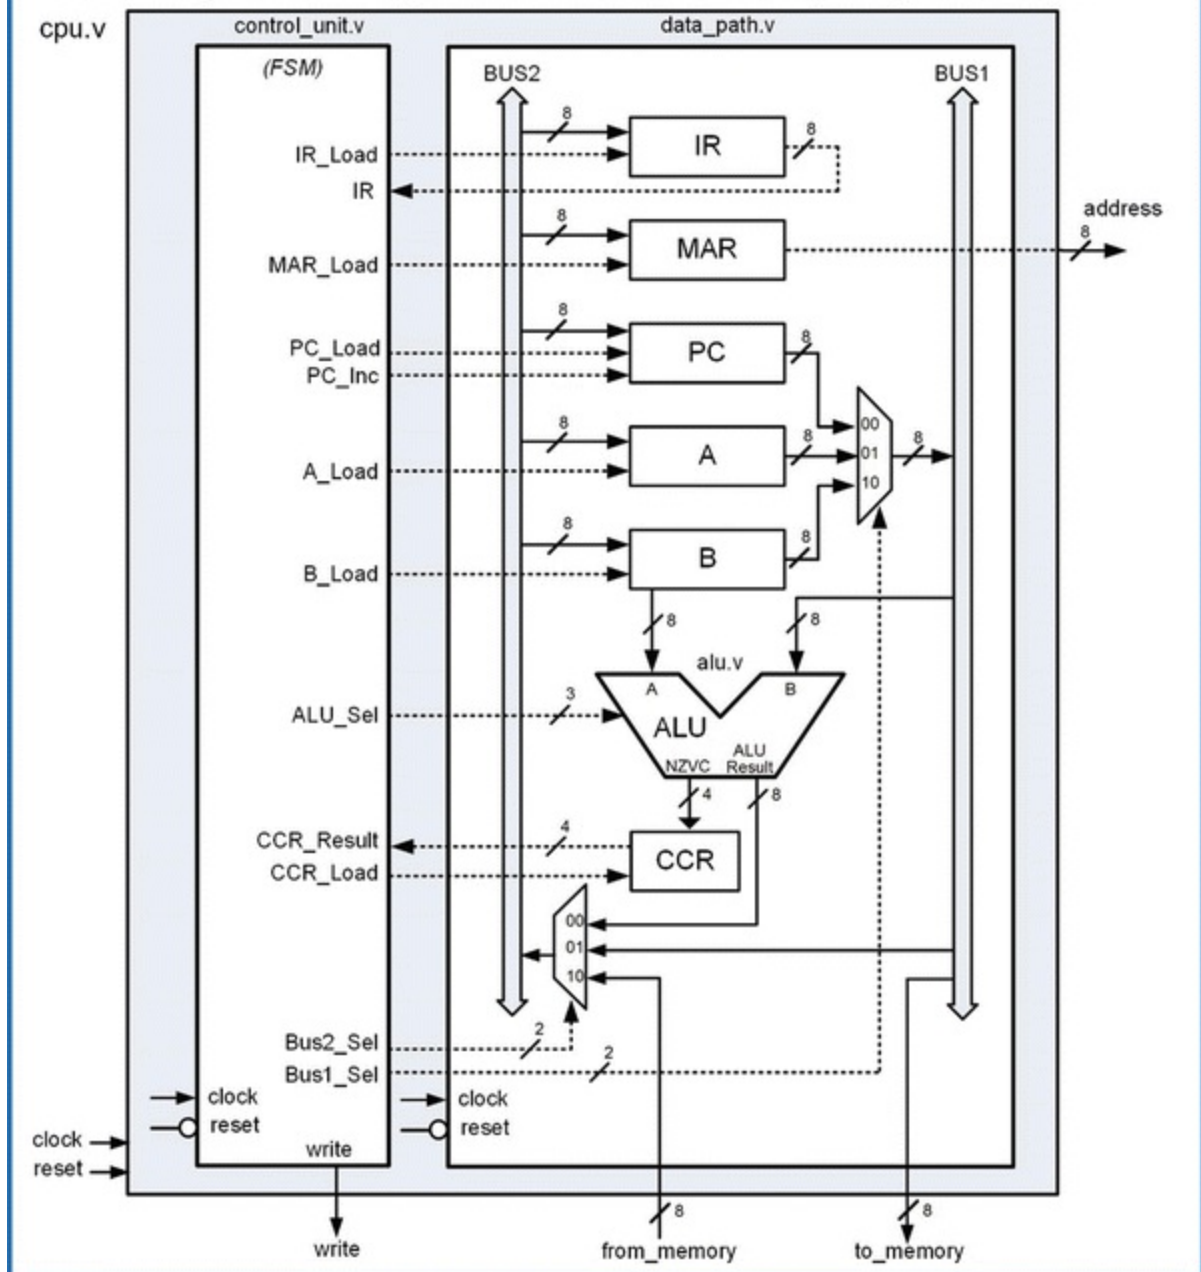 cpu.v
control_unit.v
data_path.v
(FSM)
BUS2
BUS1
8
IR
8
IR_Load
IR
8
MAR
address
8
MAR_Load
8
PC
8
PC_Load
PC_Inc
8
A
8
00
01
10
8
A_Load
8
B
8
B_Load
8
8
alu.v
A
B
ALU_Sel
3
ALU
NZVC
ALU
Result
4
8
CCR_Result
4
CCR
CCR_Load
00
01
10
Bus2_Sel
2
Bus1_Sel
2
clock
reset
clock
reset
clock
reset
write
write
8
from_memory
8
to_memory